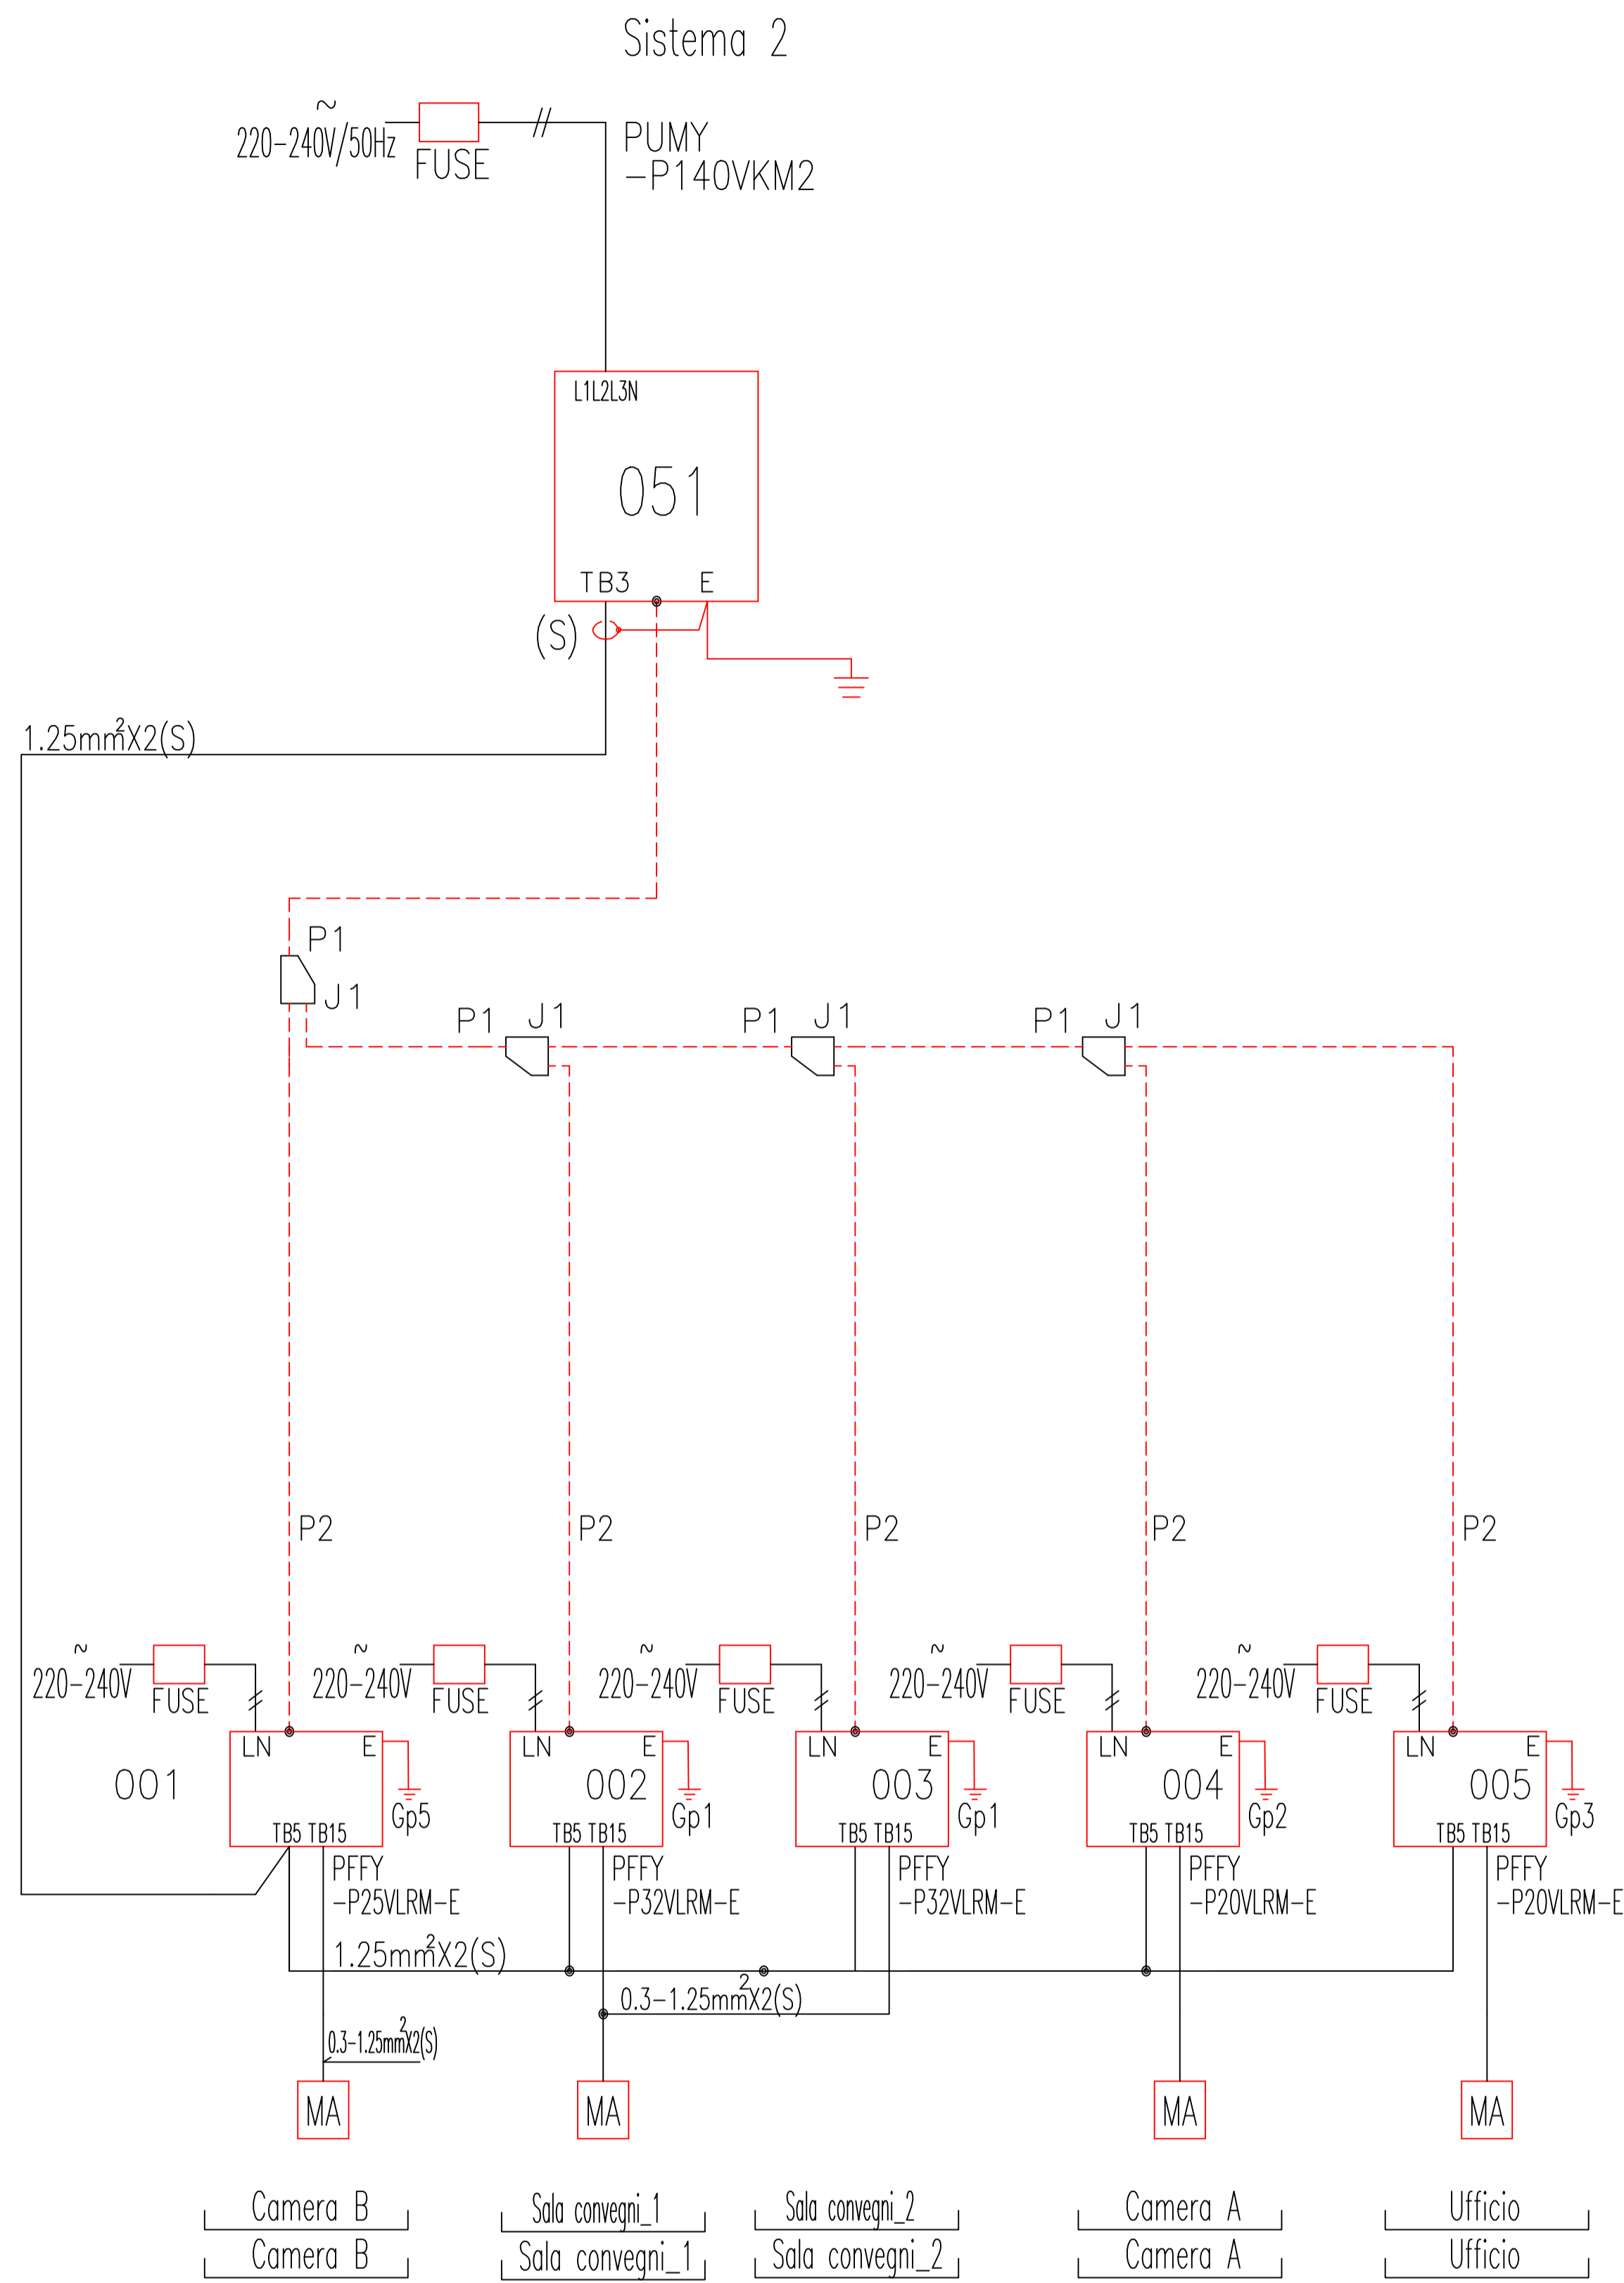 Sistema 2
~
220-240V/50Hz
FUSE
PUMY
-P140VKM2
L1L2L3N
051
TB3 E
(S)
1.25mm²X2(S)
P1
J1
P1 J1 P1 J1 P1 J1
P2 P2 P2 P2 P2
~ ~ ~ ~ ~
220-240V 220-240V 220-240V 220-240V 220-240V
FUSE FUSE FUSE FUSE FUSE
LN E LN E LN E LN E LN E
001 002 003 004 005
Gp5 Gp1 Gp1 Gp2 Gp3
TB5 TB15 TB5 TB15 TB5 TB15 TB5 TB15 TB5 TB15
PFFY PFFY PFFY PFFY PFFY
-P25VLRM-E -P32VLRM-E -P32VLRM-E -P20VLRM-E -P20VLRM-E
1.25mm²X2(S)
0.3-1.25mm²X2(S)
0.3-1.25mm²X2(S)
MA MA MA MA
Camera B Sala convegni_1 Sala convegni_2 Camera A Ufficio
Camera B Sala convegni_1 Sala convegni_2 Camera A Ufficio